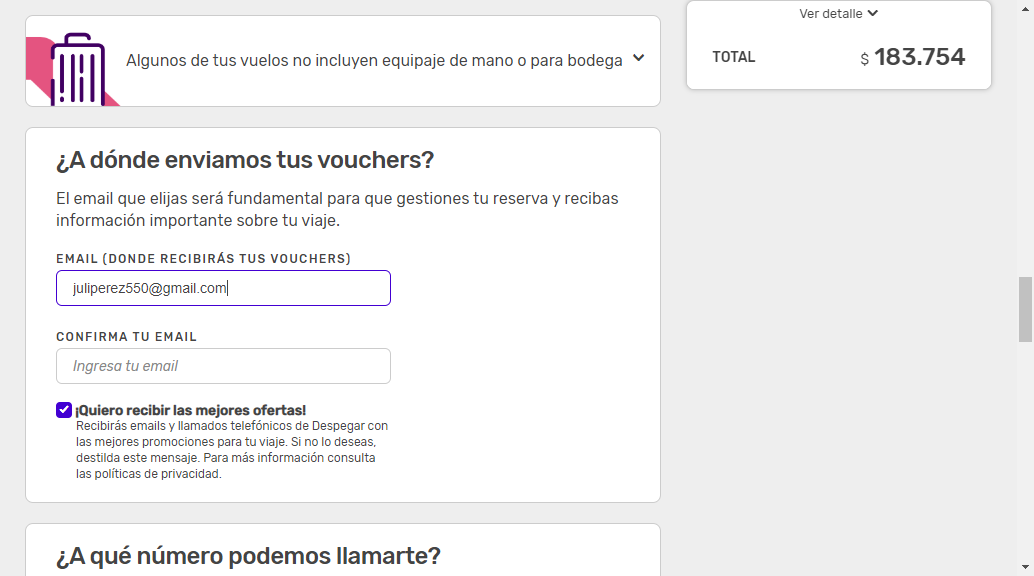 Ver detalle
TOTAL
$ 183.754
Algunos de tus vuelos no incluyen equipaje de mano o para bodega
¿A dónde enviamos tus vouchers?
El email que elijas será fundamental para que gestiones tu reserva y recibas
información importante sobre tu viaje.
EMAIL (DONDE RECIBIRÁS TUS VOUCHERS)
juliperez550@gmail.com
CONFIRMA TU EMAIL
Ingresa tu email
¡Quiero recibir las mejores ofertas!
Recibirás emails y llamados telefónicos de Despegar con
las mejores promociones para tu viaje. Si no lo deseas,
destilda este mensaje. Para más información consulta
las políticas de privacidad.
¿A qué número podemos llamarte?